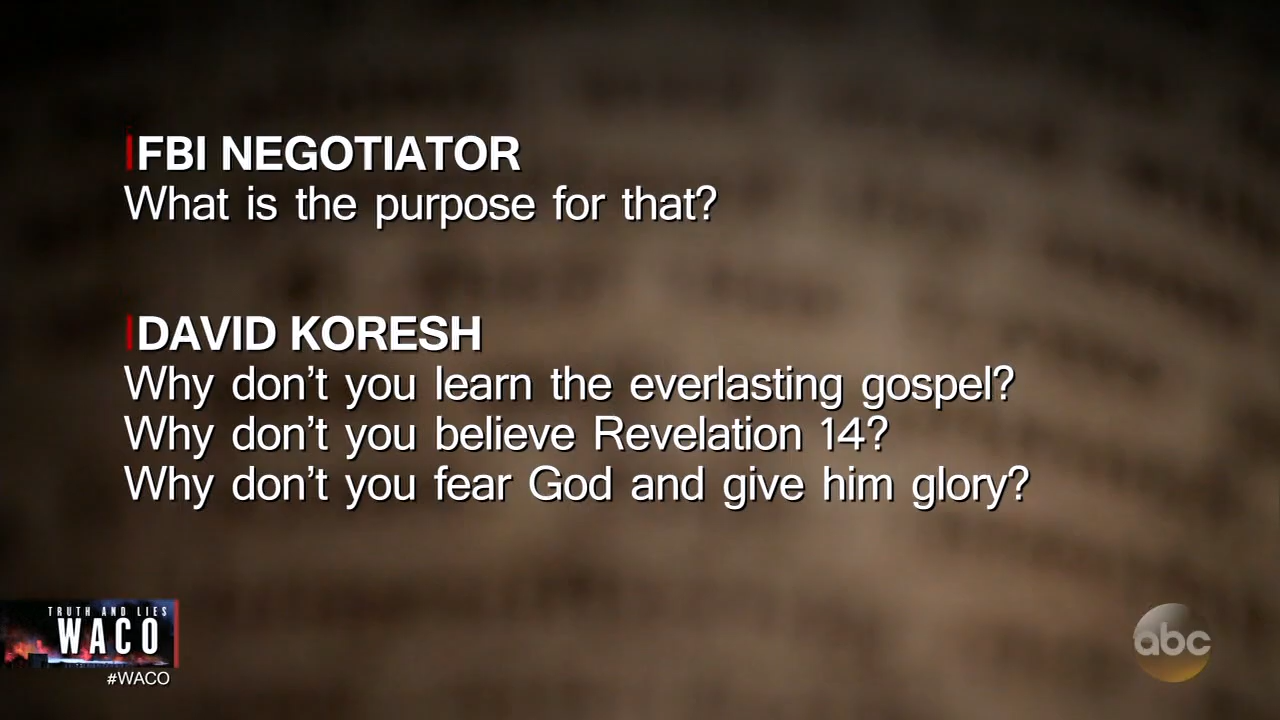 FBI NEGOTIATOR
What is the purpose for that?
DAVID KORESH
Why don't you learn the everlasting gospel?
Why don't you believe Revelation 14?
Why don't you fear God and give him glory?
TRUTH AND LIES
WACO
#WACO
abc